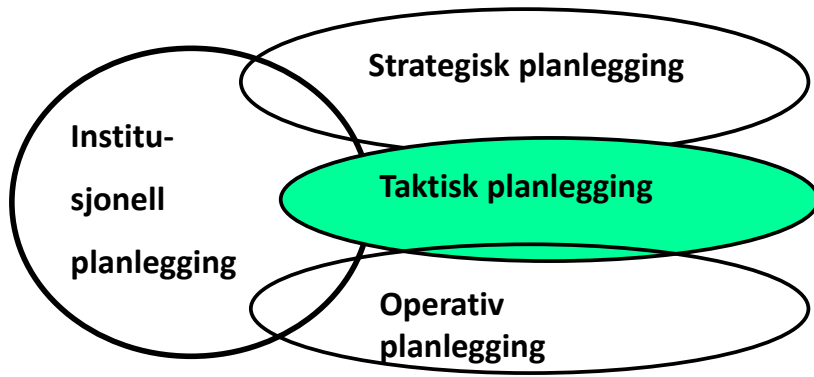 Institu-
sjonell
planlegging
Strategisk planlegging
Taktisk planlegging
Operativ
planlegging